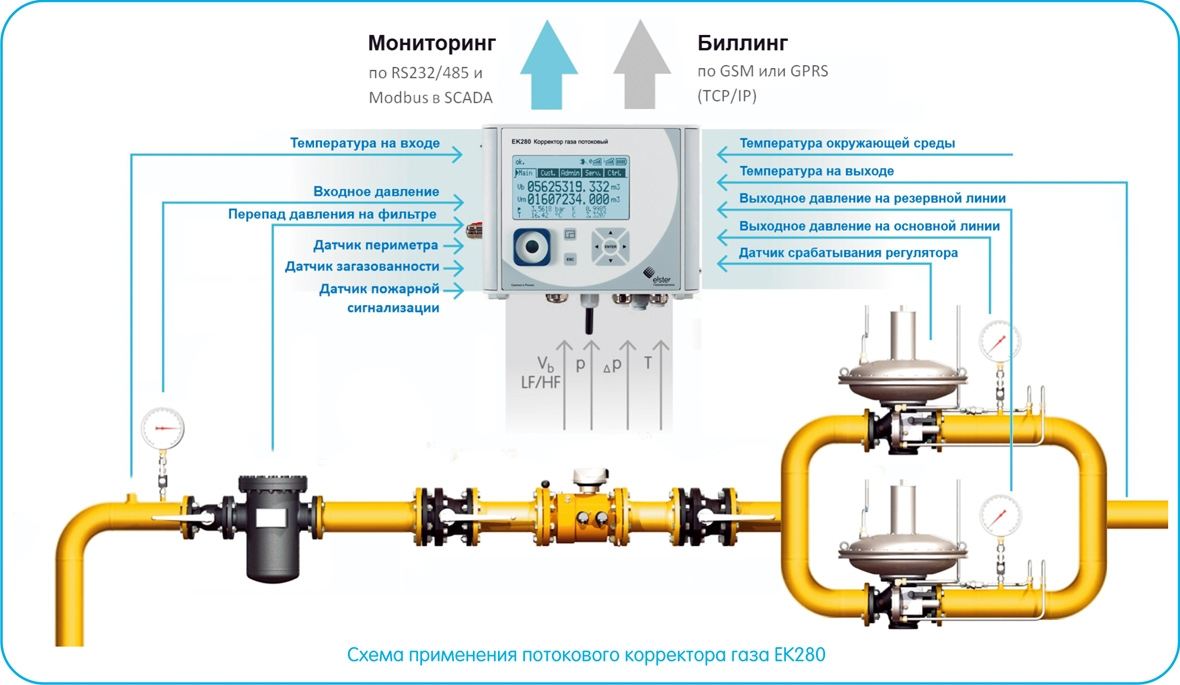 Мониторинг
по RS232/485 и
Modbus в SCADA
Биллинг
по GSM или GPRS
(TCP/IP)
Температура на входе
Входное давление
Перепад давления на фильтре
Датчик периметра
Датчик загазованности
Датчик пожарной
сигнализации
EK280 Корректор газа потоковый
ok.
Main Cust. Admin Serv. Ctrl.
Vb 05625319.332 m3
Vm 01607234.000 m3
ESC
ENTER
elster
Температура окружающей среды
Температура на выходе
Выходное давление на резервной линии
Выходное давление на основной линии
Датчик срабатывания регулятора
Vb
LF/HF
p
Δp
T
Схема применения потокового корректора газа EK280